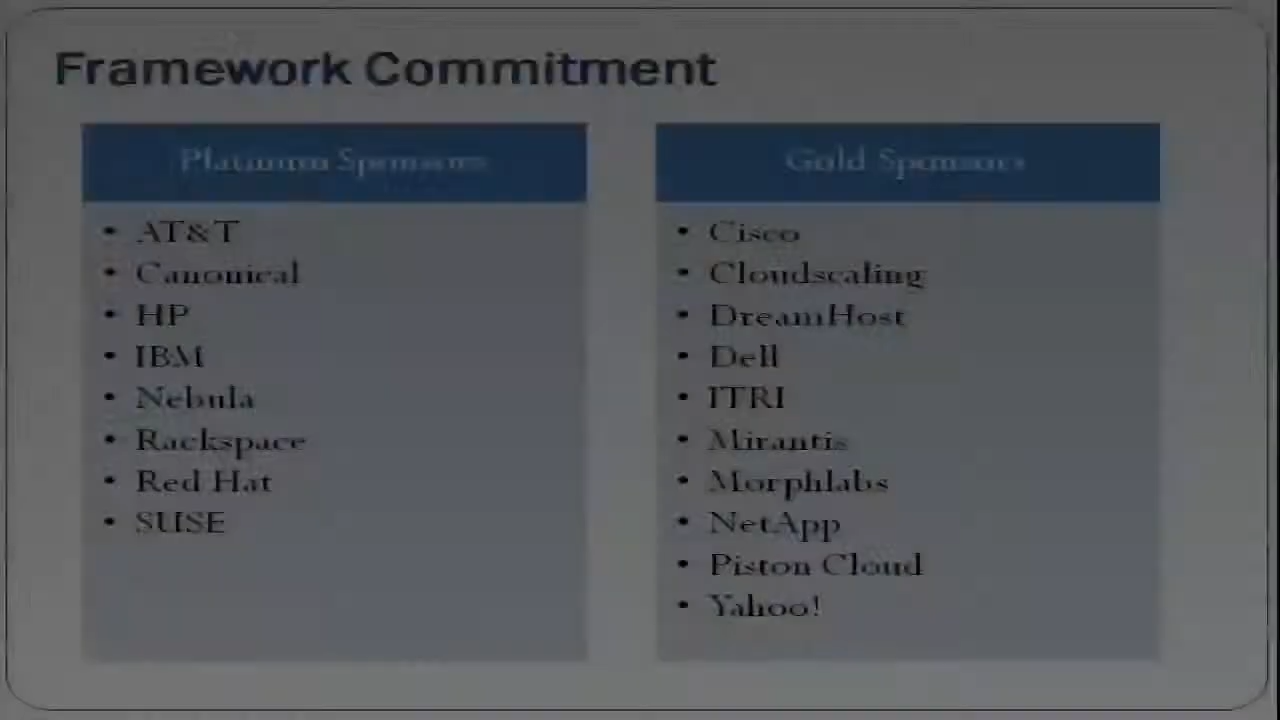 Framework Commitment
Platinum Sponsors
• AT&T
• Canonical
• HP
• IBM
• Nebula
• Rackspace
• Red Hat
• SUSE
Gold Sponsors
• Cisco
• Cloudscaling
• DreamHost
• Dell
• ITRI
• Mirantis
• Morphlabs
• NetApp
• Piston Cloud
• Yahoo!